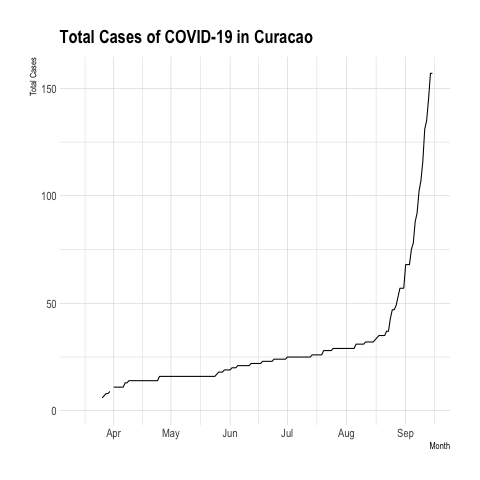 Total Cases of COVID-19 in Curacao
Total Cases
150
100
50
0
Apr May Jun Jul Aug Sep
Month